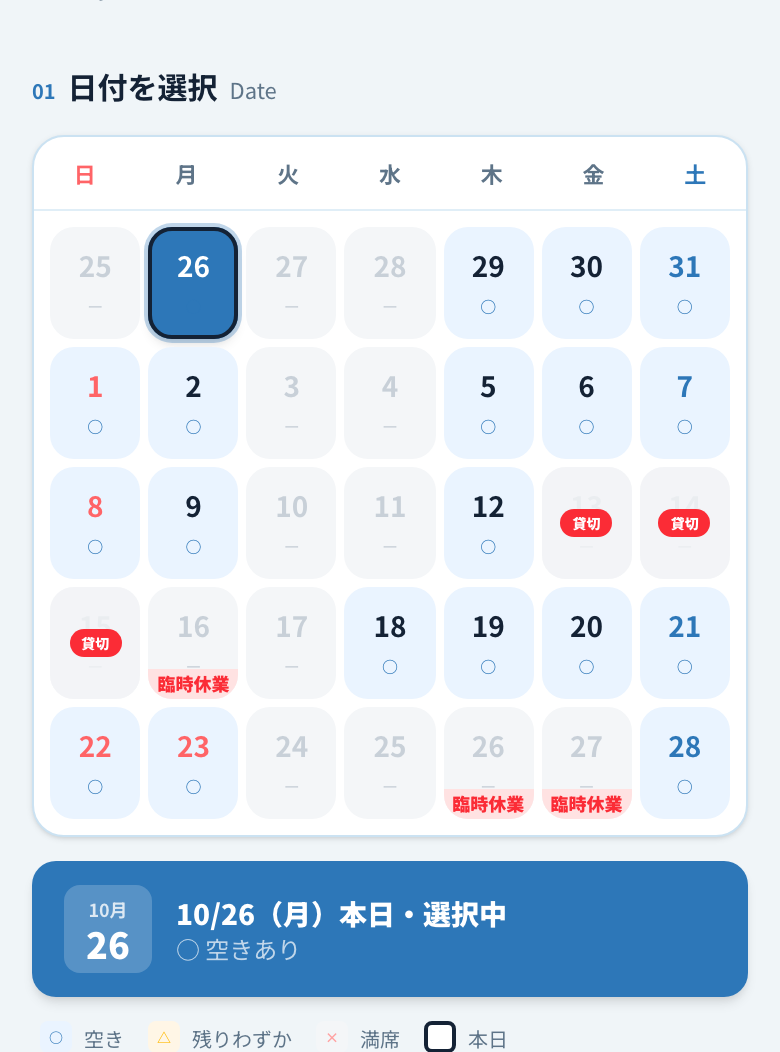 01 日付を選択 Date
日 月 火 水 木 金 土
25 26 27 28 29 30 31
— — — ○ ○ ○
1 2 3 4 5 6 7
○ ○ — — ○ ○ ○
8 9 10 11 12 13 14
貸切 貸切
○ ○ — — ○
15 16 17 18 19 20 21
貸切
— — ○ ○ ○ ○
臨時休業
22 23 24 25 26 27 28
○ ○ — — — — ○
臨時休業 臨時休業
10月
26
10/26（月）本日・選択中
○ 空きあり
○ 空き △ 残りわずか × 満席 本日